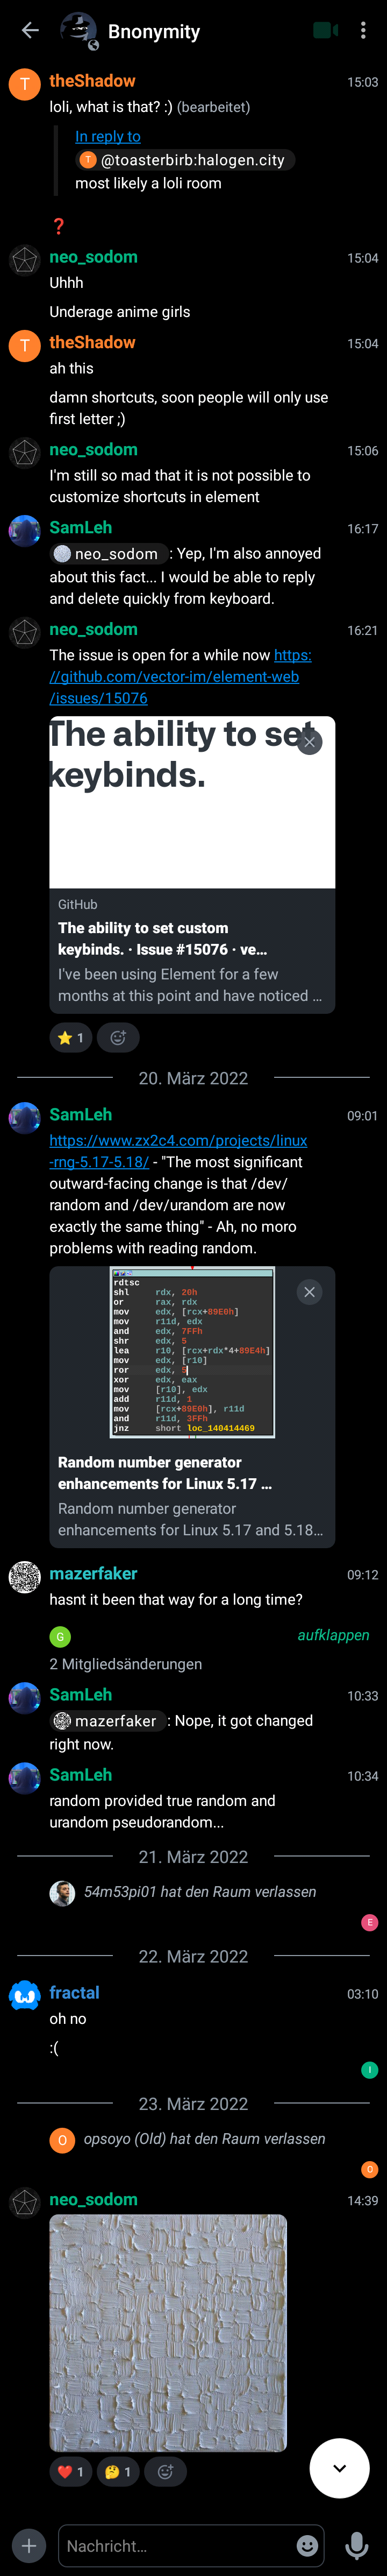 Bnonymity
T
theShadow
15:03
loli, what is that? :) (bearbeitet)
In reply to
T @toasterbirb:halogen.city
most likely a loli room
❓
neo_sodom
15:04
Uhhh
Underage anime girls
T
theShadow
15:04
ah this
damn shortcuts, soon people will only use
first letter ;)
neo_sodom
15:06
I'm still so mad that it is not possible to
customize shortcuts in element
SamLeh
16:17
neo_sodom : Yep, I'm also annoyed
about this fact... I would be able to reply
and delete quickly from keyboard.
neo_sodom
16:21
The issue is open for a while now https:
//github.com/vector-im/element-web
/issues/15076
The ability to set
keybinds.
GitHub
The ability to set custom
keybinds. · Issue #15076 · ve...
I've been using Element for a few
months at this point and have noticed ...
⭐ 1
20. März 2022
SamLeh
09:01
https://www.zx2c4.com/projects/linux
-rng-5.17-5.18/ - "The most significant
outward-facing change is that /dev/
random and /dev/urandom are now
exactly the same thing" - Ah, no moro
problems with reading random.
rdtsc
shl rdx, 20h
or rax, rdx
mov edx, [rcx+89E0h]
mov r11d, edx
and edx, 7FFh
shr edx, 5
lea r10, [rcx+rdx*4+89E4h]
mov edx, [r10]
ror edx, 5
xor edx, eax
mov [r10], edx
add r11d, 1
mov [rcx+89E0h], r11d
and r11d, 3FFh
jnz short loc_140414469
Random number generator
enhancements for Linux 5.17 ...
Random number generator
enhancements for Linux 5.17 and 5.18...
mazerfaker
09:12
hasnt it been that way for a long time?
G
aufklappen
2 Mitgliedsänderungen
SamLeh
10:33
mazerfaker : Nope, it got changed
right now.
SamLeh
10:34
random provided true random and
urandom pseudorandom...
21. März 2022
54m53pi01 hat den Raum verlassen
E
22. März 2022
fractal
03:10
oh no
:(
I
23. März 2022
O opsoyo (Old) hat den Raum verlassen
O
neo_sodom
14:39
❤️ 1 🤔 1
Nachricht...